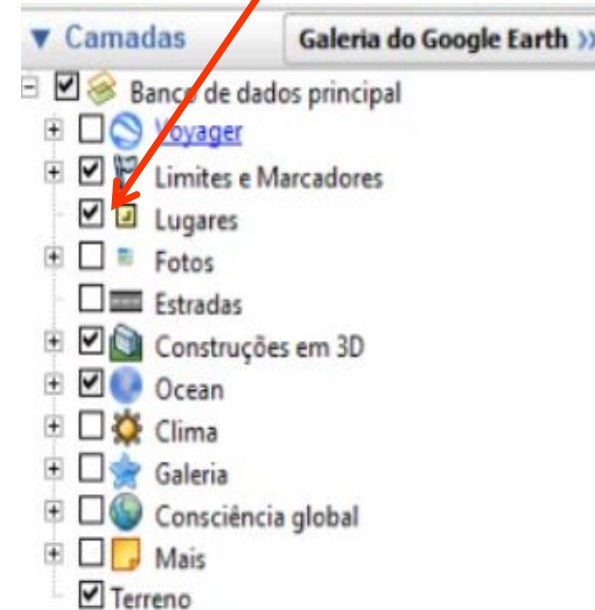 Camadas Galeria do Google Earth >>
Banco de dados principal
Voyager
Limites e Marcadores
Lugares
Fotos
Estradas
Construções em 3D
Ocean
Clima
Galeria
Consciência global
Mais
Terreno